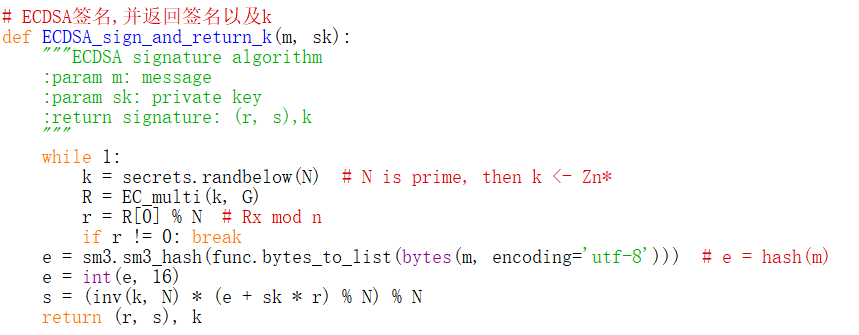 # ECDSA签名,并返回签名以及k
def ECDSA_sign_and_return_k(m, sk):
    """ECDSA signature algorithm
    :param m: message
    :param sk: private key
    :return signature: (r, s),k
    """
    while 1:
        k = secrets.randbelow(N)  # N is prime, then k <- Zn*
        R = EC_multi(k, G)
        r = R[0] % N  # Rx mod n
        if r != 0: break
    e = sm3.sm3_hash(func.bytes_to_list(bytes(m, encoding='utf-8')))  # e = hash(m)
    e = int(e, 16)
    s = (inv(k, N) * (e + sk * r) % N) % N
    return (r, s), k